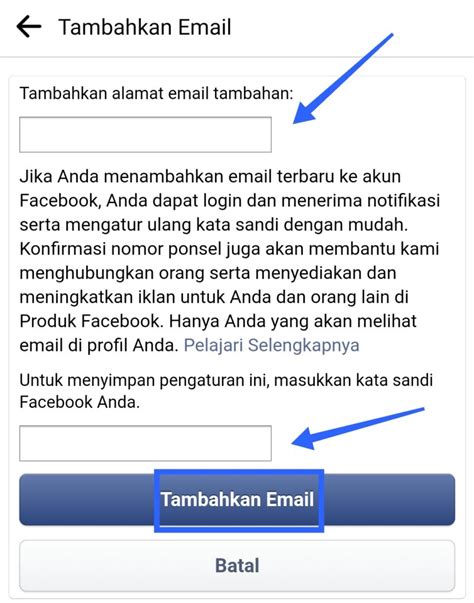 Tambahkan Email
Tambahkan alamat email tambahan:
Jika Anda menambahkan email terbaru ke akun
Facebook, Anda dapat login dan menerima notifikasi
serta mengatur ulang kata sandi dengan mudah.
Konfirmasi nomor ponsel juga akan membantu kami
menghubungkan orang serta menyediakan dan
meningkatkan iklan untuk Anda dan orang lain di
Produk Facebook. Hanya Anda yang akan melihat
email di profil Anda. Pelajari Selengkapnya
Untuk menyimpan pengaturan ini, masukkan kata sandi
Facebook Anda.
Tambahkan Email
Batal